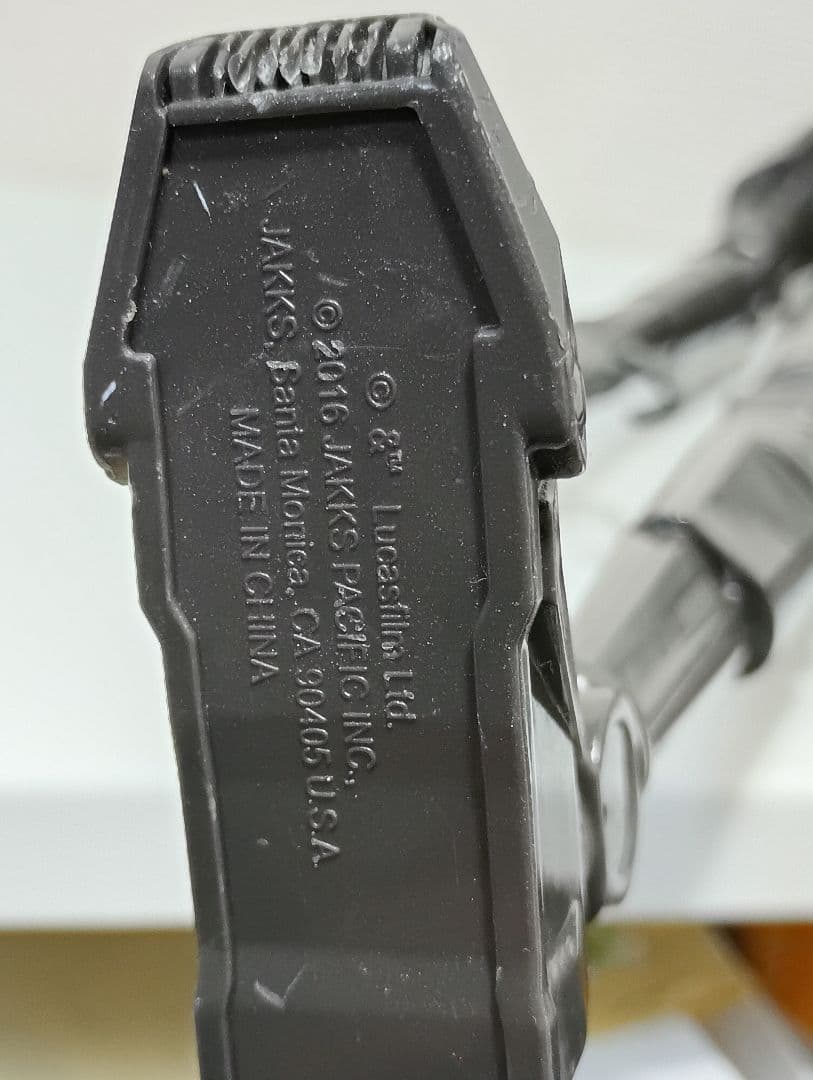 © & ™ Lucasfilm Ltd.
© 2016 JAKKS PACIFIC INC.,
JAKKS, Santa Monica, CA 90405 U.S.A.
MADE IN CHINA